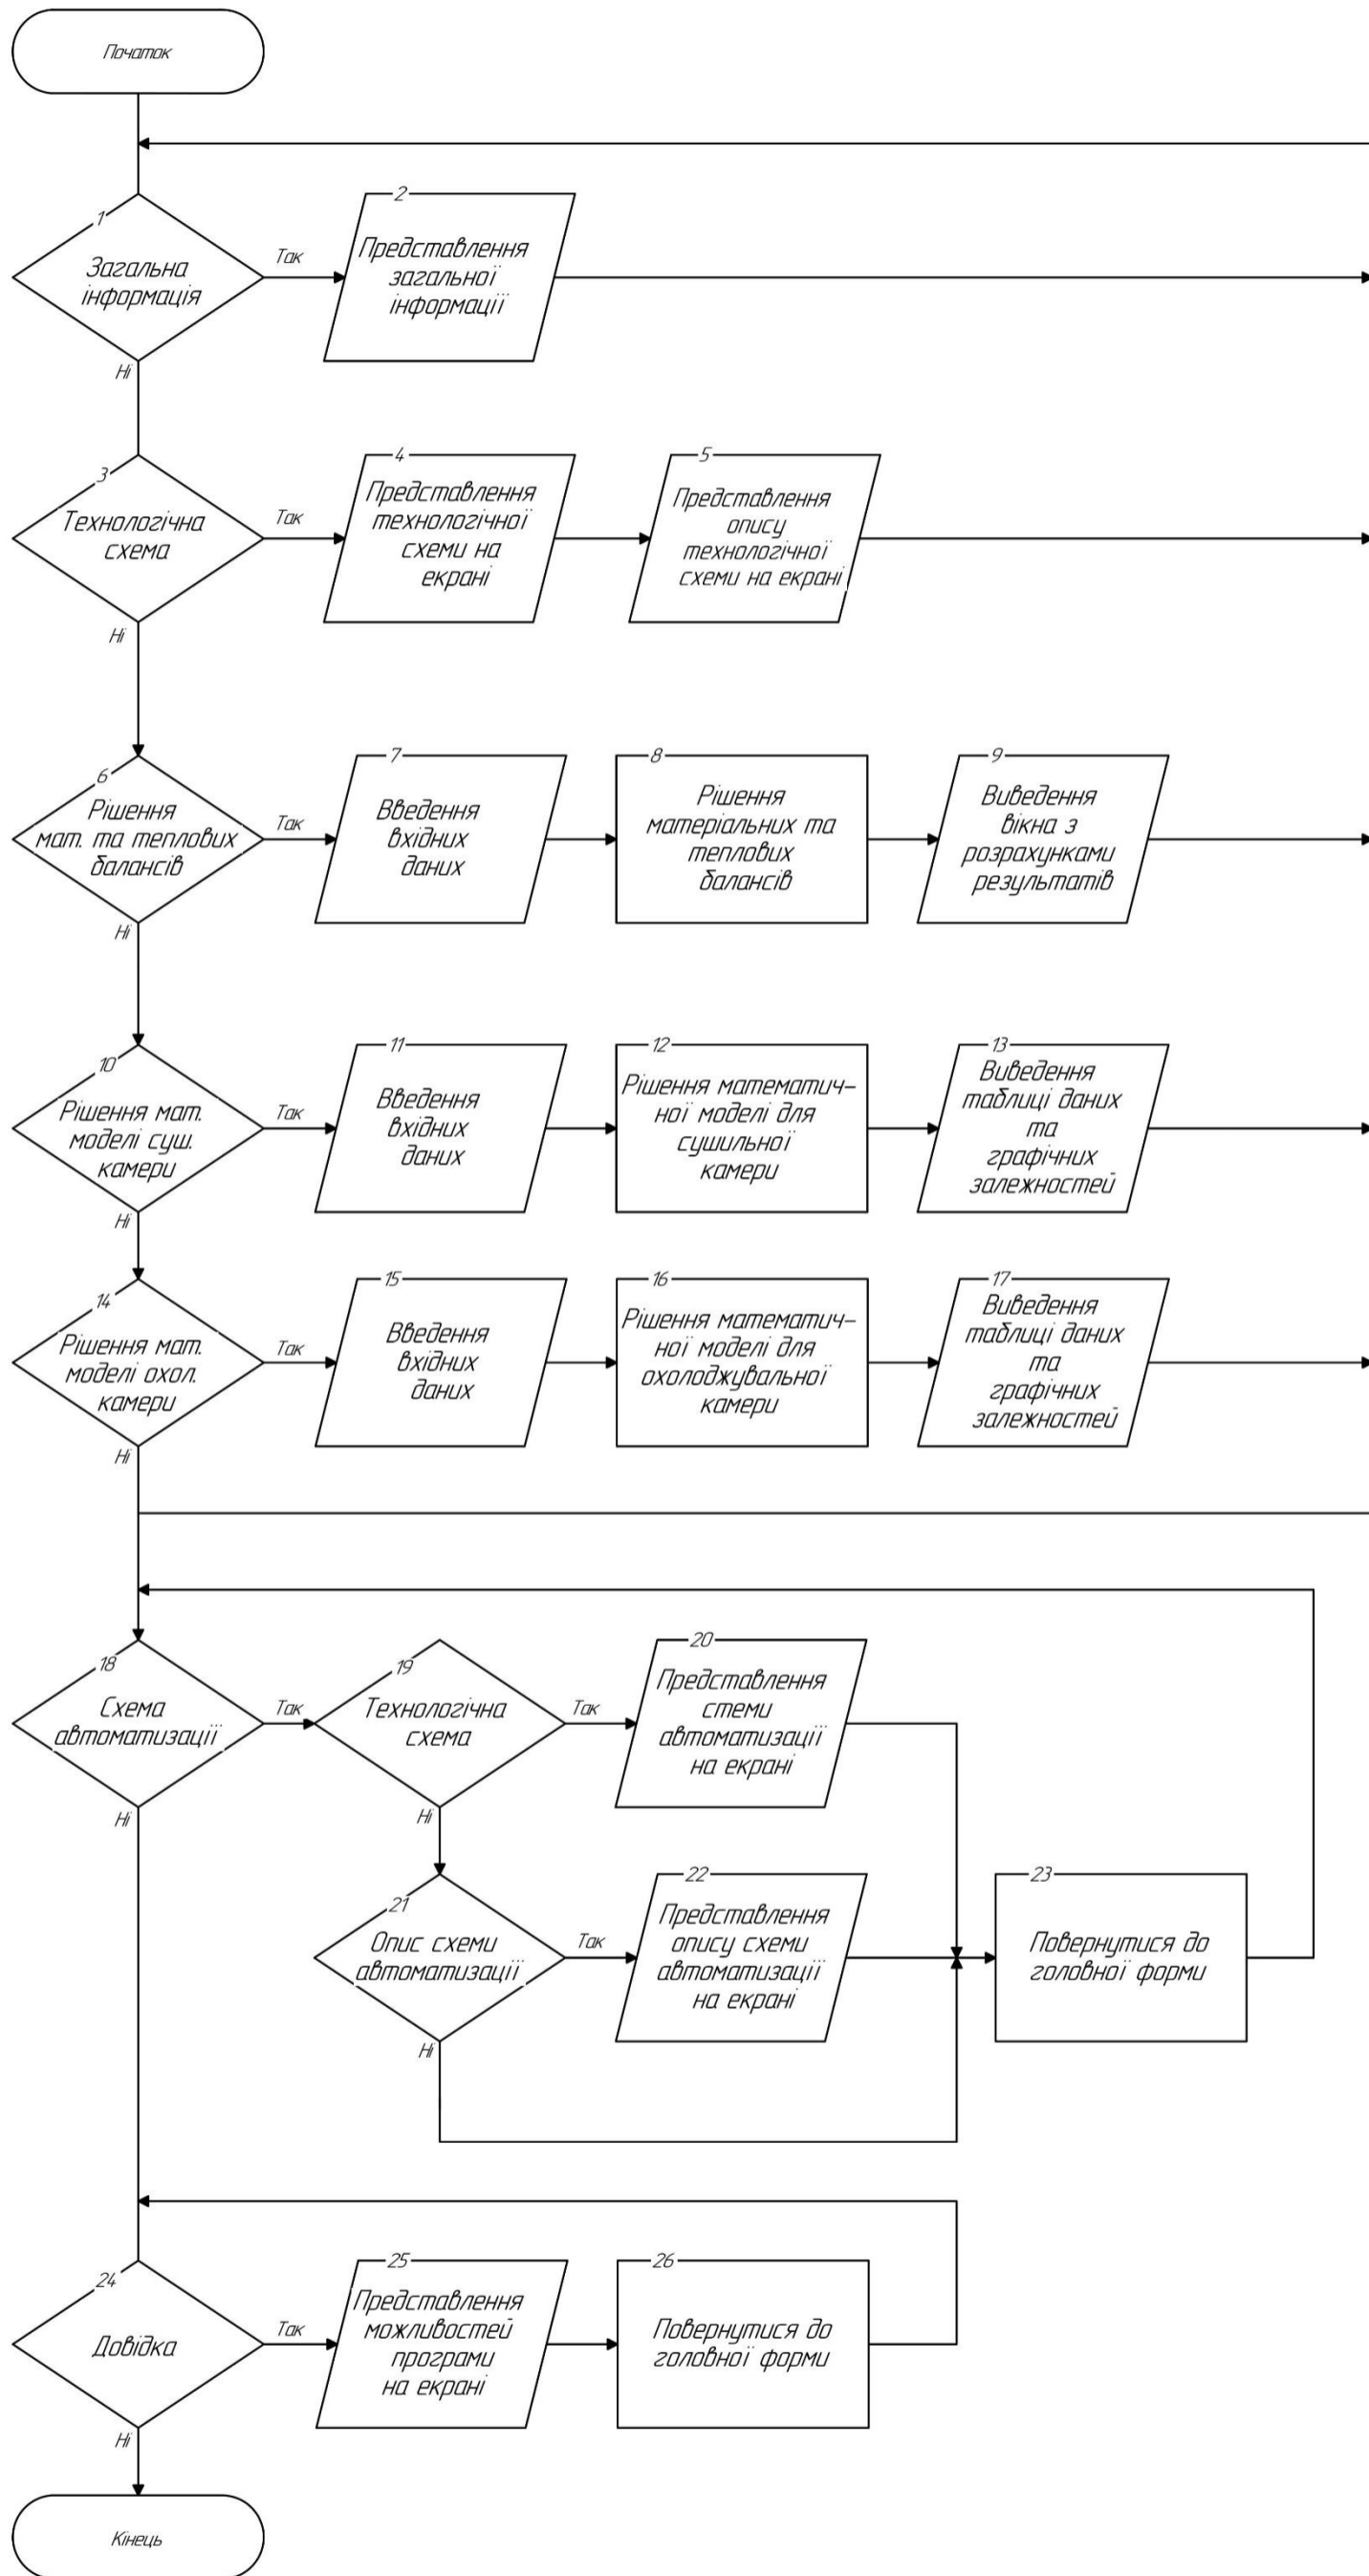 Початок
1
Загальна
інформація
Так
Ні
2
Представлення
загальної
інформації
3
Технологічна
схема
Так
Ні
4
Представлення
технологічної
схеми на
екрані
5
Представлення
опису
технологічної
схеми на екрані
6
Рішення
мат. та теплових
балансів
Так
Ні
7
Введення
вхідних
даних
8
Рішення
матеріальних та
теплових
балансів
9
Виведення
вікна з
розрахунками
результатів
10
Рішення мат.
моделі суш.
камери
Так
Ні
11
Введення
вхідних
даних
12
Рішення математич-
ної моделі для
сушильної
камери
13
Виведення
таблиці даних
та
графічних
залежностей
14
Рішення мат.
моделі охол.
камери
Так
Ні
15
Введення
вхідних
даних
16
Рішення математич-
ної моделі для
охолоджувальної
камери
17
Виведення
таблиці даних
та
графічних
залежностей
18
Схема
автоматизації
Так
Ні
19
Технологічна
схема
Так
Ні
20
Представлення
стеми
автоматизації
на екрані
21
Опис схеми
автоматизації
Так
Ні
22
Представлення
опису схеми
автоматизації
на екрані
23
Повернутися до
головної форми
24
Довідка
Так
Ні
25
Представлення
можливостей
програми
на екрані
26
Повернутися до
головної форми
Кінець